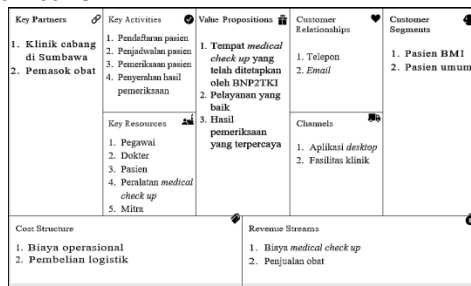 Key Partners
1. Klinik cabang
di Sumbawa
2. Pemasok obat
Key Activities
1. Pendaftaran pasien
2. Penjadwalan pasien
3. Pemeriksaan pasien
4. Penyerahan hasil
pemeriksaan
Key Resources
1. Pegawai
2. Dokter
3. Pasien
4. Peralatan medical
check up
5. Mitra
Value Propositions
1. Tempat medical
check up yang
telah ditetapkan
oleh BNP2TKI
2. Pelayanan yang
baik
3. Hasil
pemeriksaan
yang terpercaya
Customer
Relationships
1. Telepon
2. Email
Channels
1. Aplikasi desktop
2. Fasilitas klinik
Customer
Segments
1. Pasien BMI
2. Pasien umum
Cost Structure
1. Biaya operasional
2. Pembelian logistik
Revenue Streams
1. Biaya medical check up
2. Penjualan obat